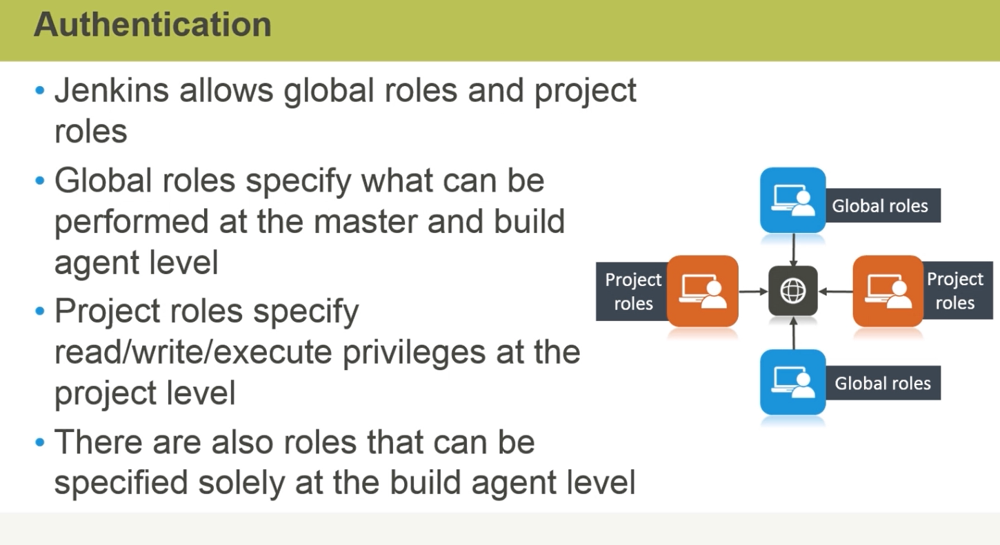 Authentication
• Jenkins allows global roles and project
roles
• Global roles specify what can be
performed at the master and build
agent level
• Project roles specify
read/write/execute privileges at the
project level
• There are also roles that can be
specified solely at the build agent level
Global roles
Project
roles
Project
roles
Global roles